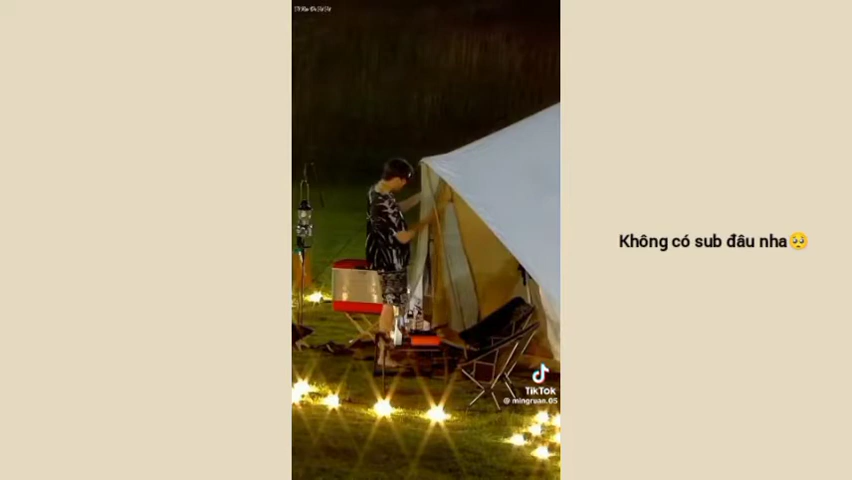 Không có sub đâu nha🥺
TikTok
@ mingruan.05